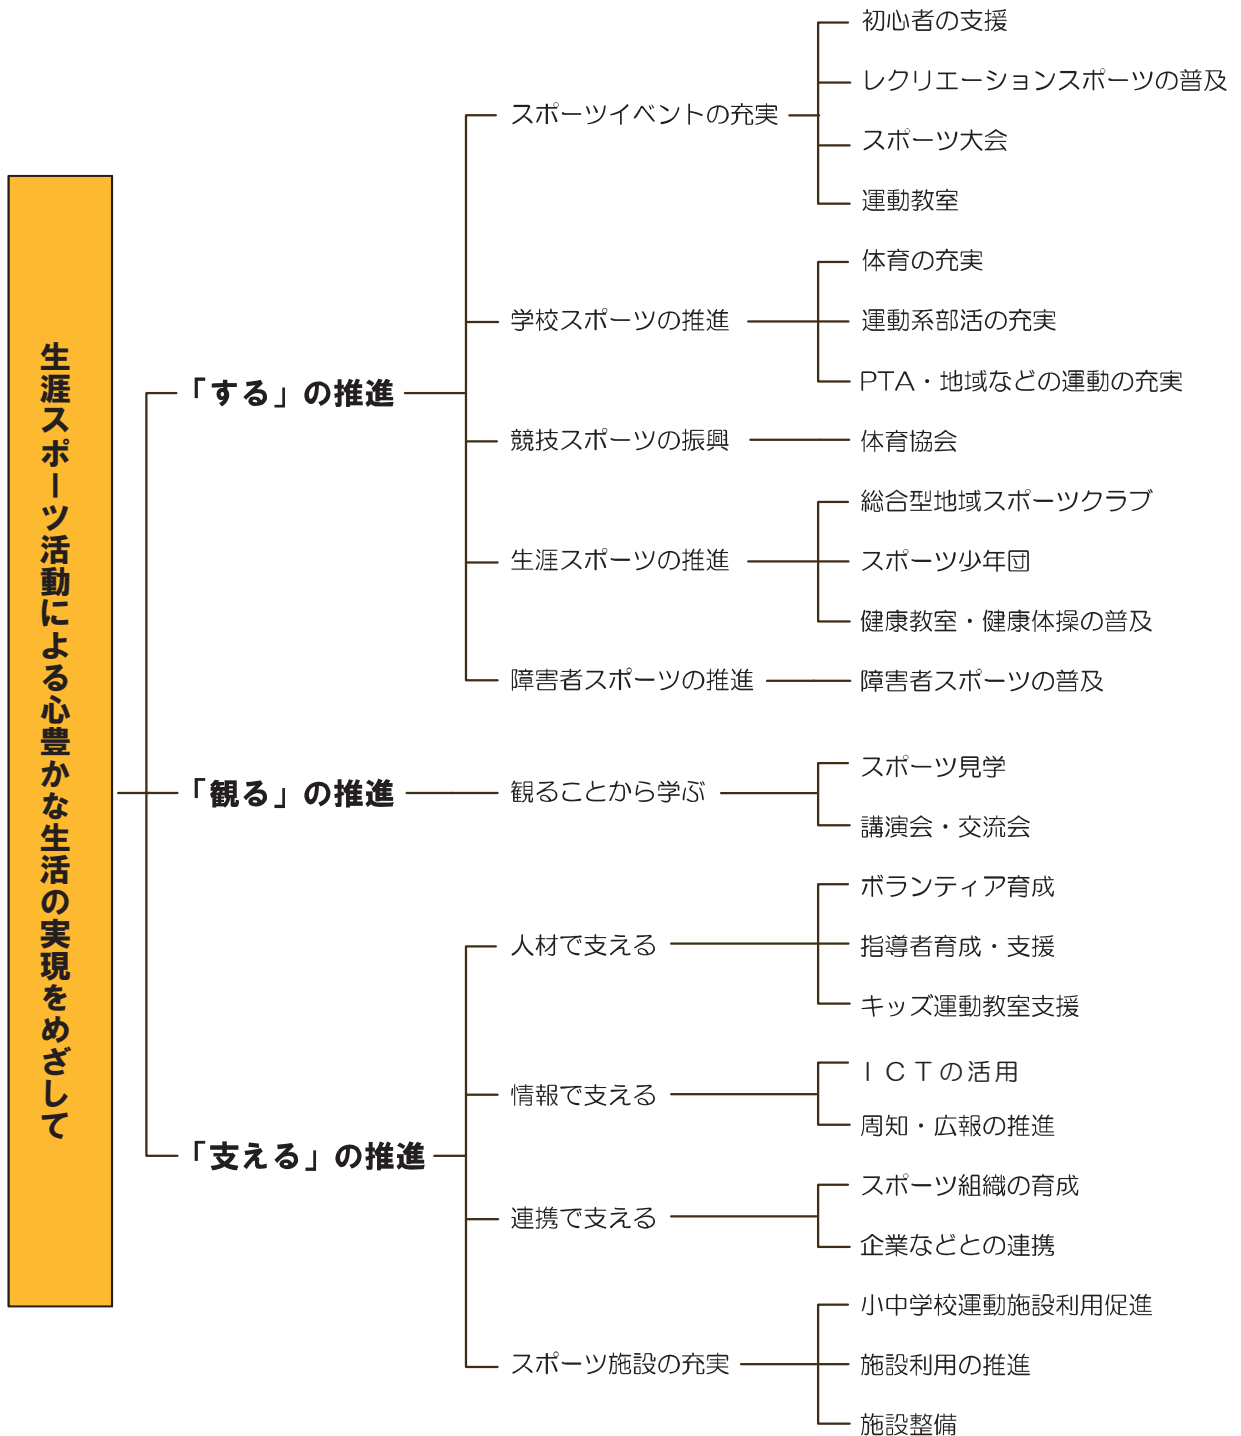 生涯スポーツ活動による心豊かな生活の実現をめざして
「する」の推進
スポーツイベントの充実
初心者の支援
レクリエーションスポーツの普及
スポーツ大会
運動教室
学校スポーツの推進
体育の充実
運動系部活の充実
PTA・地域などの運動の充実
競技スポーツの振興
体育協会
生涯スポーツの推進
総合型地域スポーツクラブ
スポーツ少年団
健康教室・健康体操の普及
障害者スポーツの推進
障害者スポーツの普及
「観る」の推進
観ることから学ぶ
スポーツ見学
講演会・交流会
「支える」の推進
人材で支える
ボランティア育成
指導者育成・支援
キッズ運動教室支援
情報で支える
ＩＣＴの活用
周知・広報の推進
連携で支える
スポーツ組織の育成
企業などとの連携
スポーツ施設の充実
小中学校運動施設利用促進
施設利用の推進
施設整備